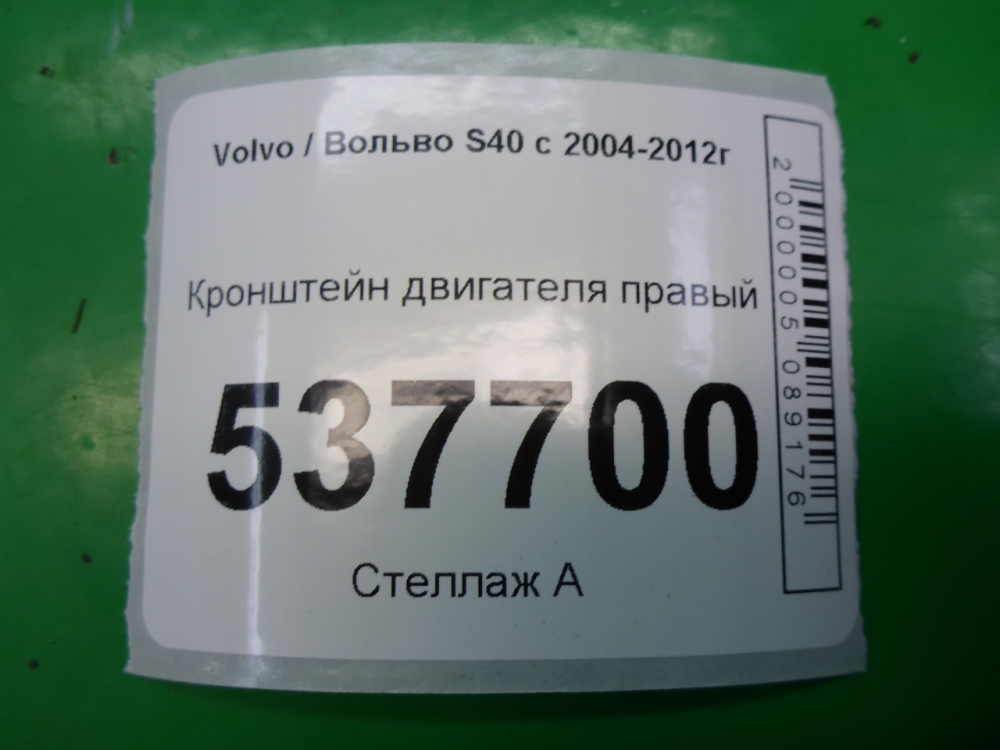 Volvo / Вольво S40 с 2004-2012г
Кронштейн двигателя правый
537700
Стеллаж А
2000005089176